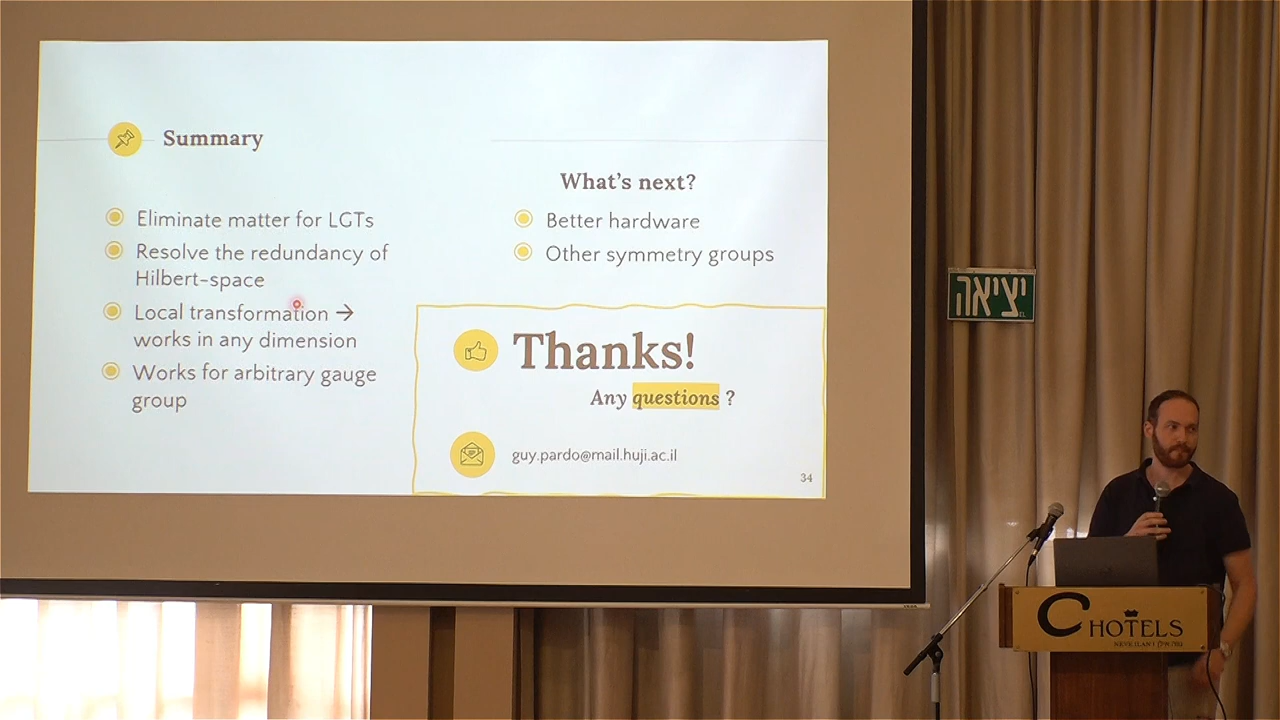 Summary
Eliminate matter for LGTs
Resolve the redundancy of
Hilbert-space
Local transformation →
works in any dimension
Works for arbitrary gauge
group
What's next?
Better hardware
Other symmetry groups
Thanks!
Any questions ?
guy.pardo@mail.huji.ac.il
34
יציאה
C HOTELS
NEVE ILAN